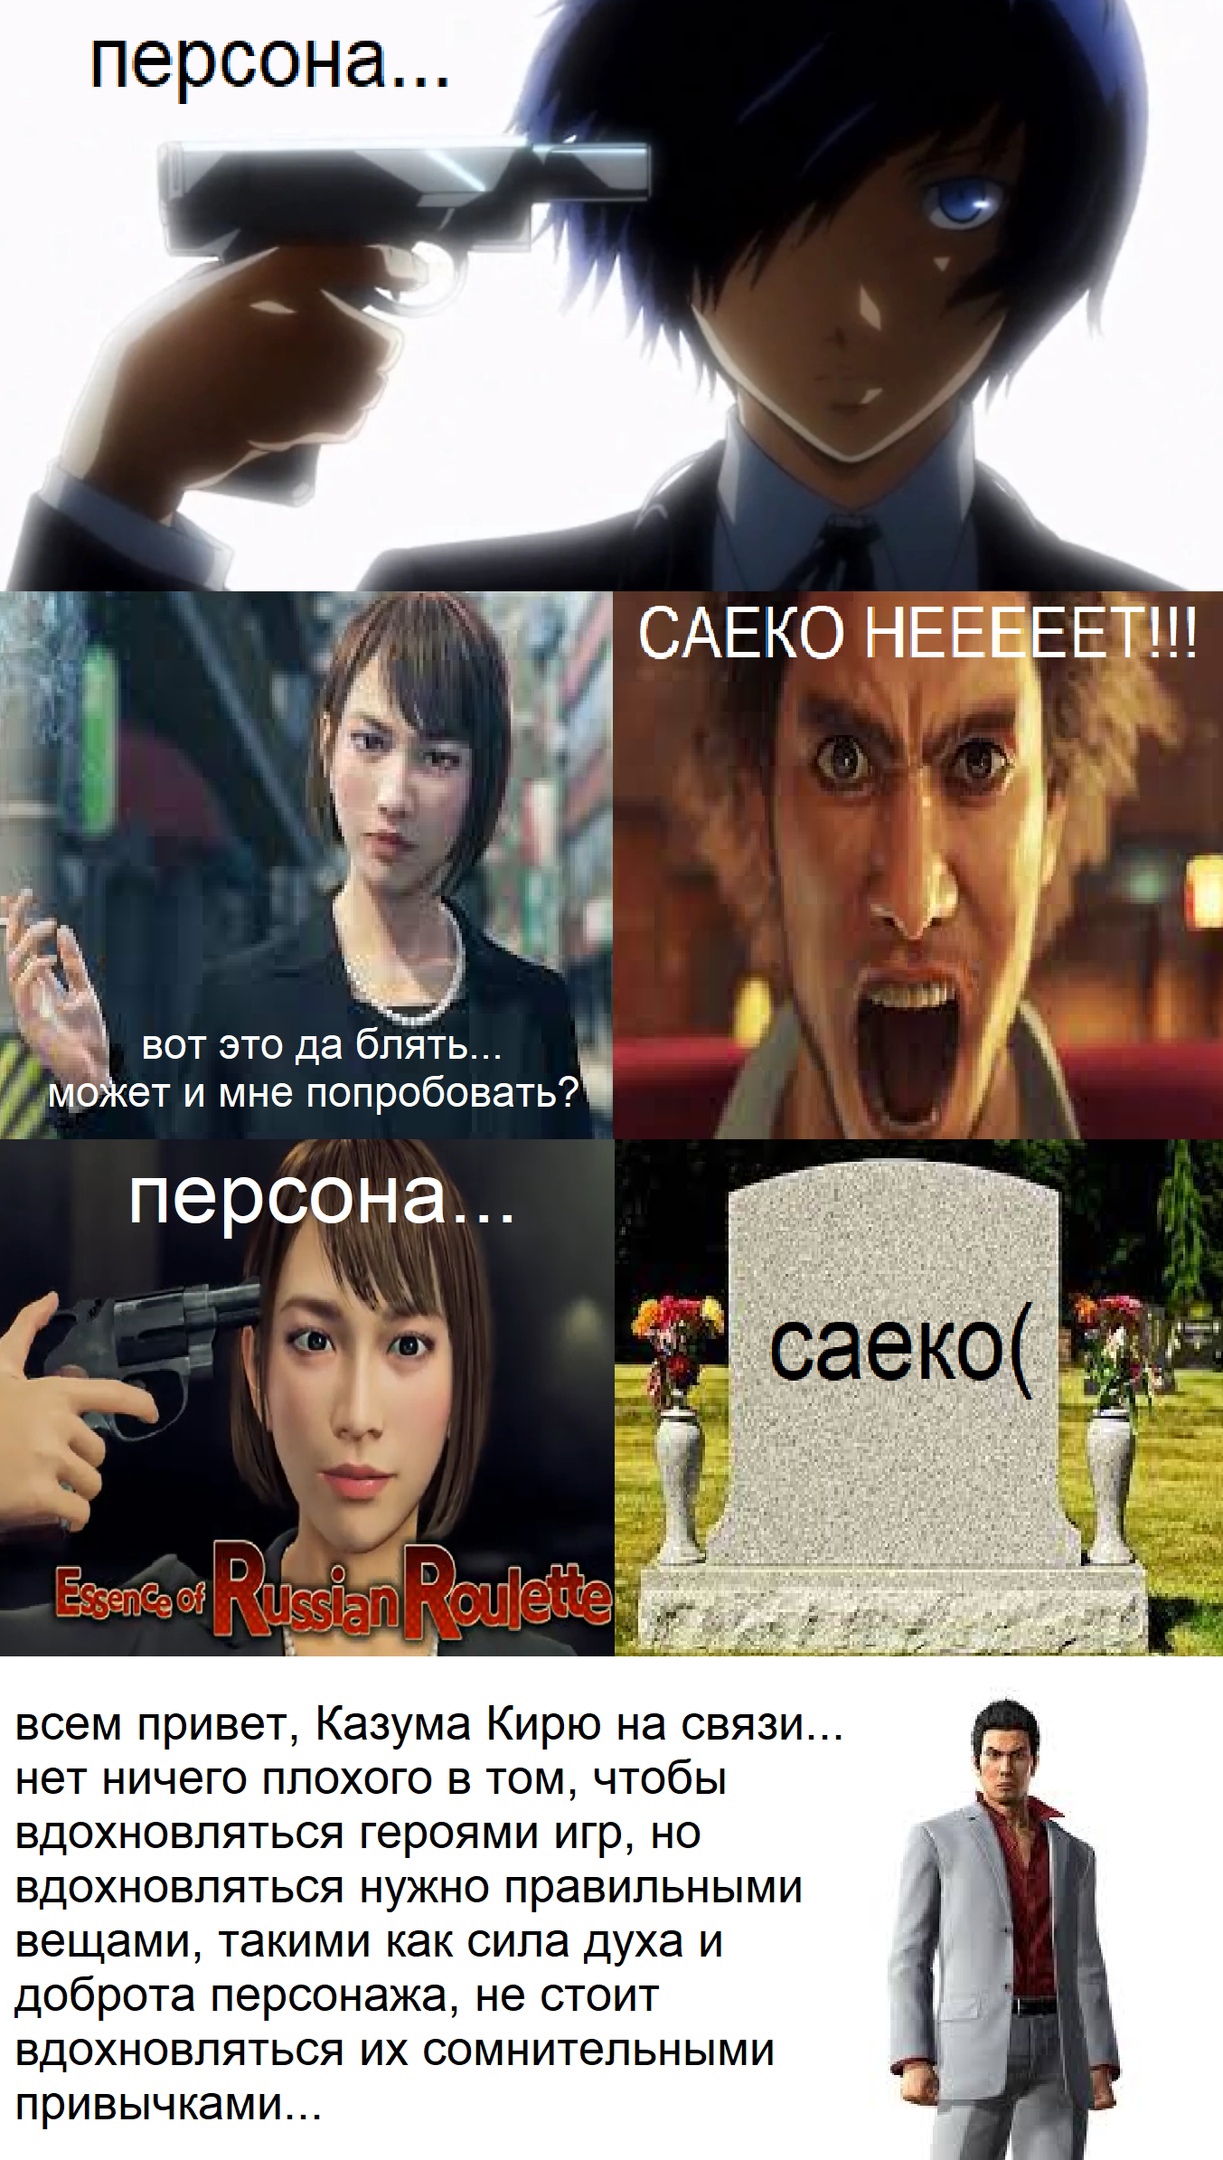 персона...
вот это да блять...
может и мне попробовать?
САЕКО НЕЕЕЕЕТ!!!
персона...
Essence of Russian Roulette
саеко(
всем привет, Казума Кирю на связи...
нет ничего плохого в том, чтобы
вдохновляться героями игр, но
вдохновляться нужно правильными
вещами, такими как сила духа и
доброта персонажа, не стоит
вдохновляться их сомнительными
привычками...